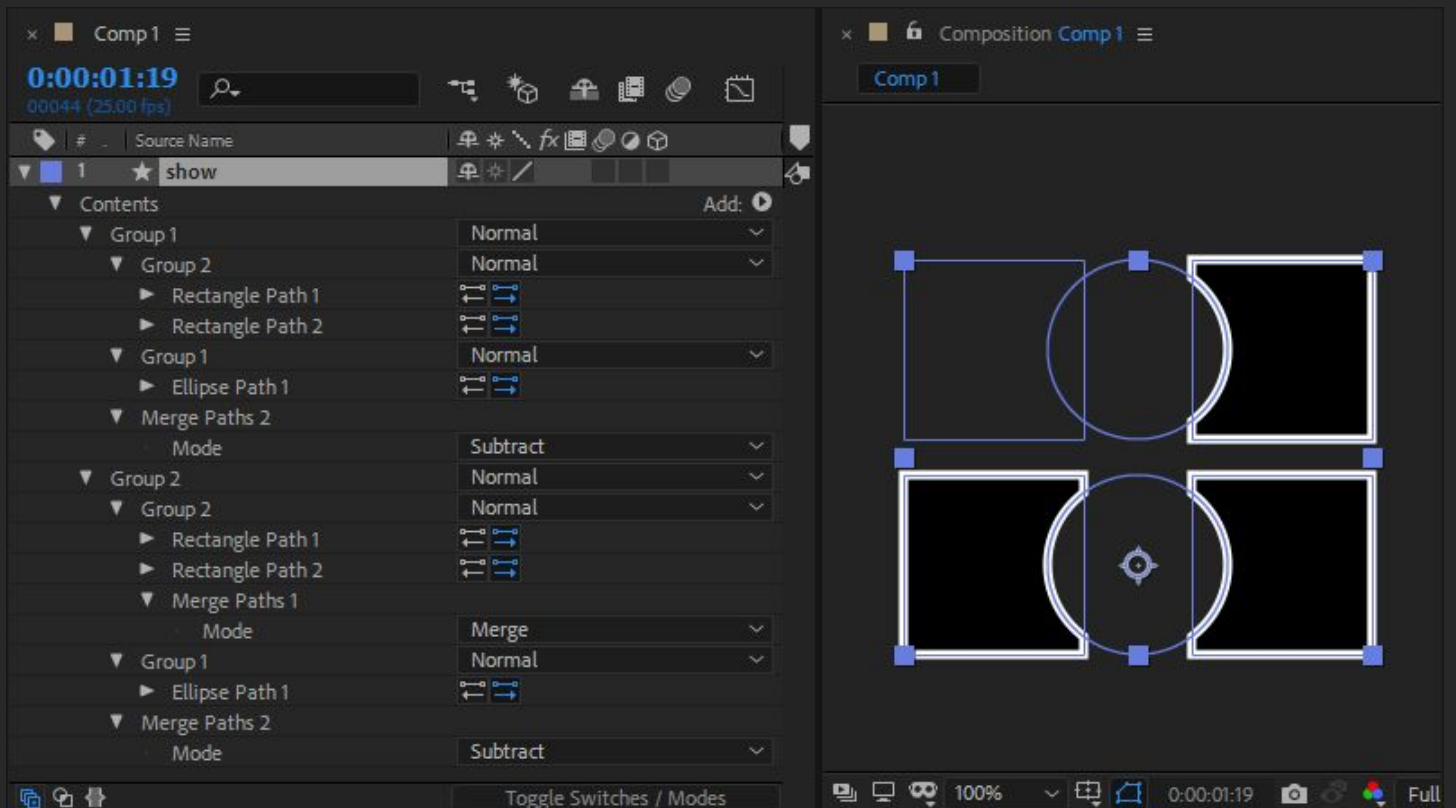 Comp 1
0:00:01:19
00044 (25.00 fps)
# . Source Name
1 show
Contents Add:
Group 1 Normal
Group 2 Normal
Rectangle Path 1
Rectangle Path 2
Group 1 Normal
Ellipse Path 1
Merge Paths 2
Mode Subtract
Group 2 Normal
Group 2 Normal
Rectangle Path 1
Rectangle Path 2
Merge Paths 1
Mode Merge
Group 1 Normal
Ellipse Path 1
Merge Paths 2
Mode Subtract
Toggle Switches / Modes
Composition Comp 1
Comp 1
100% 0:00:01:19 Full